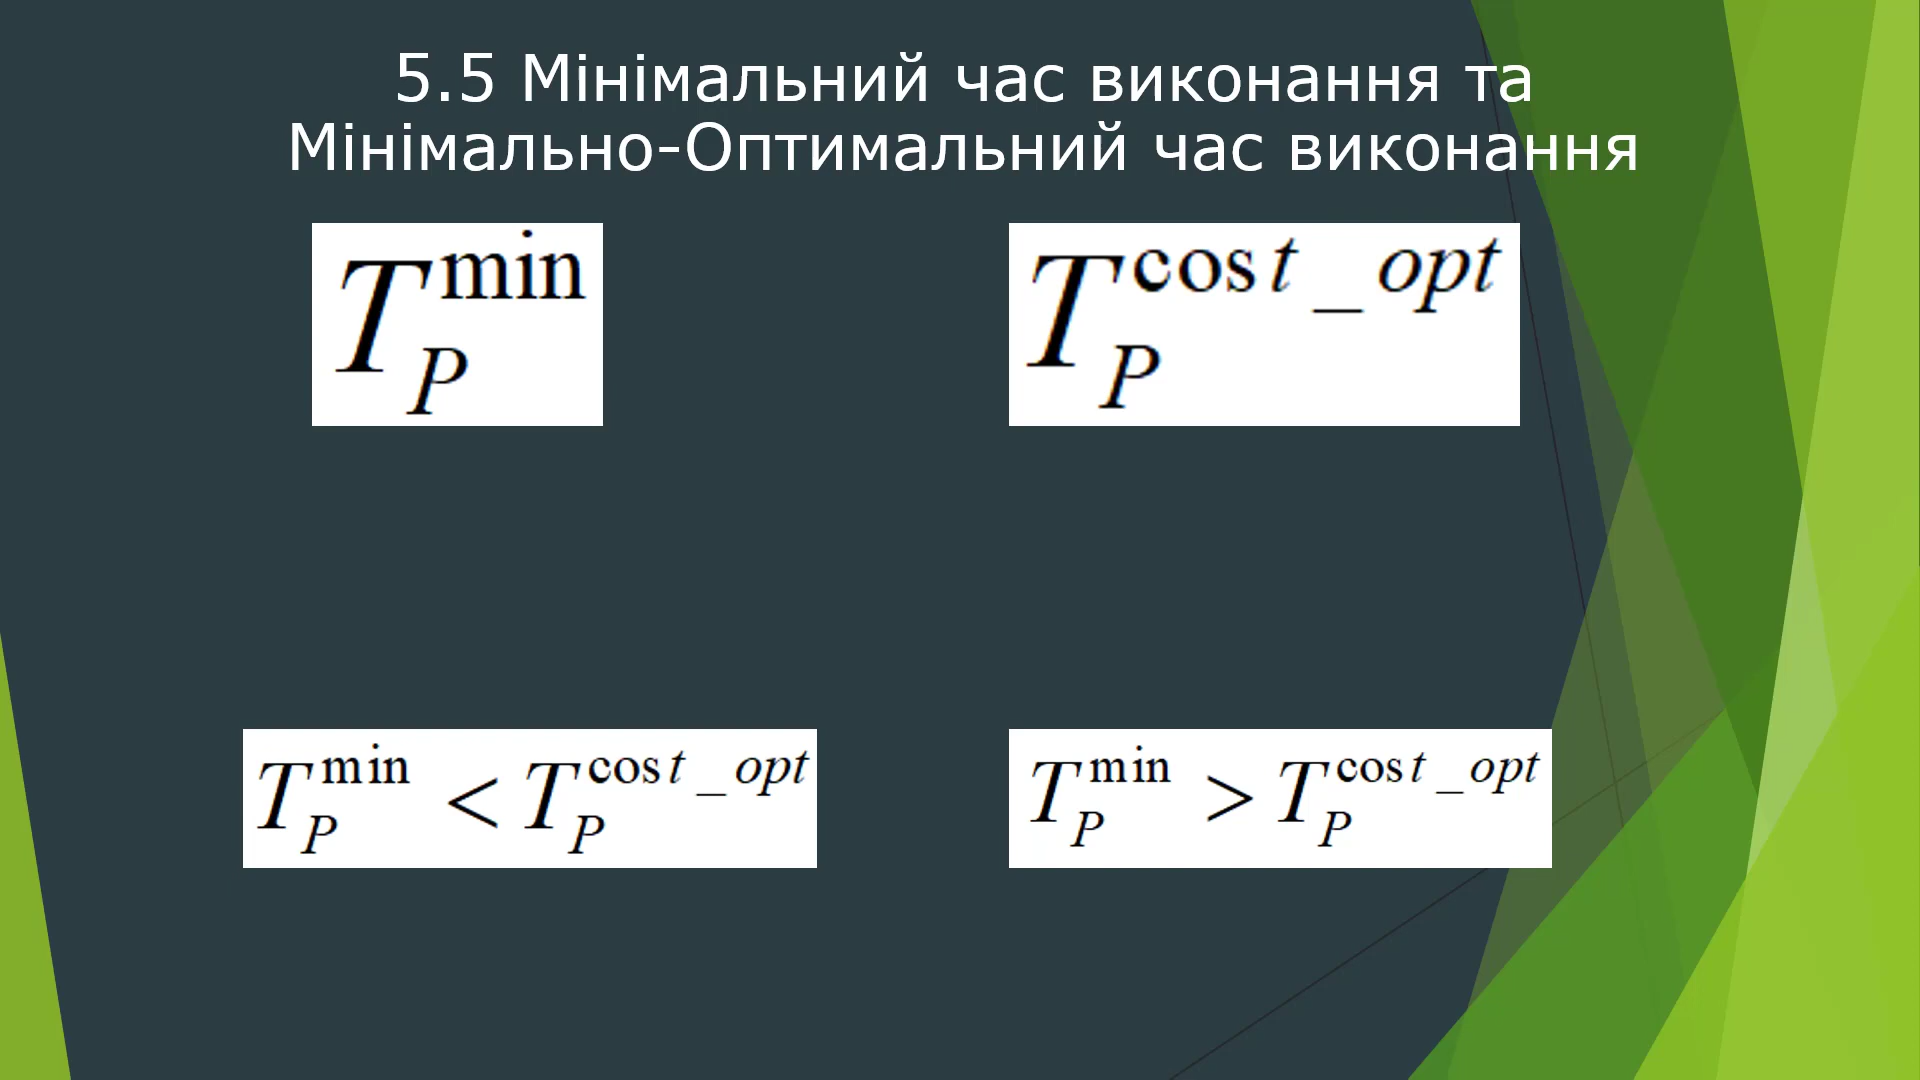 5.5 Мінімальний час виконання та
Мінімально-Оптимальний час виконання
T_P^min
T_P^cost_opt
T_P^min < T_P^cost_opt
T_P^min > T_P^cost_opt